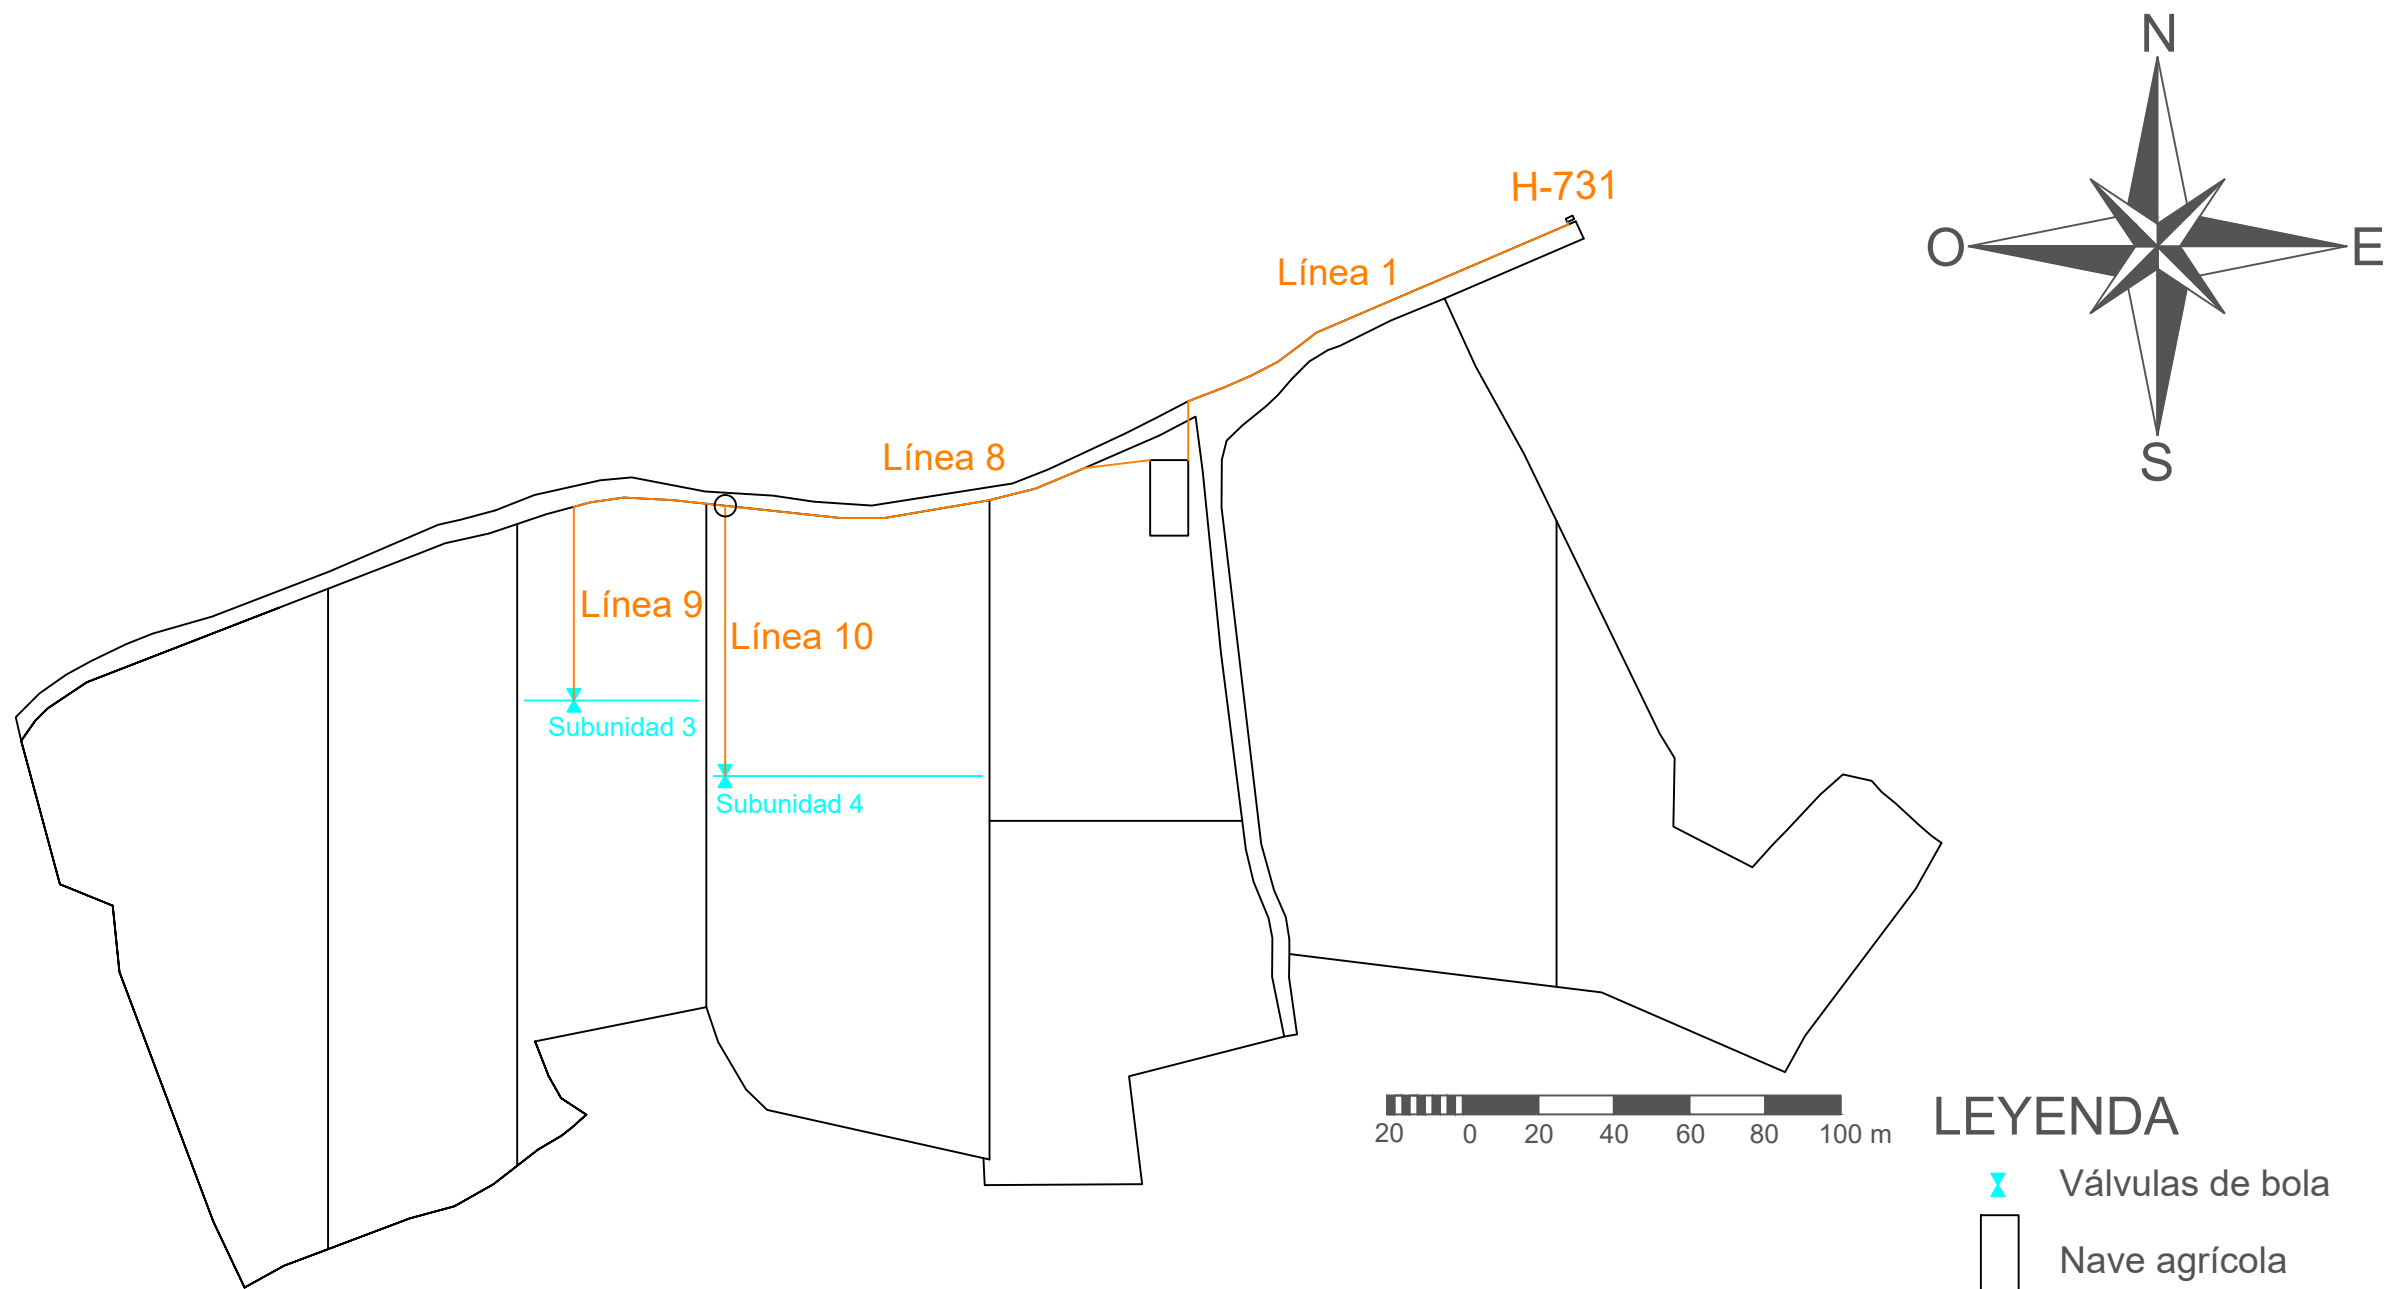 N
H-731
O
E
Línea 1
Línea 8
S
Línea 9
Línea 10
Subunidad 3
Subunidad 4
20 0 20 40 60 80 100 m
LEYENDA
Válvulas de bola
Nave agrícola